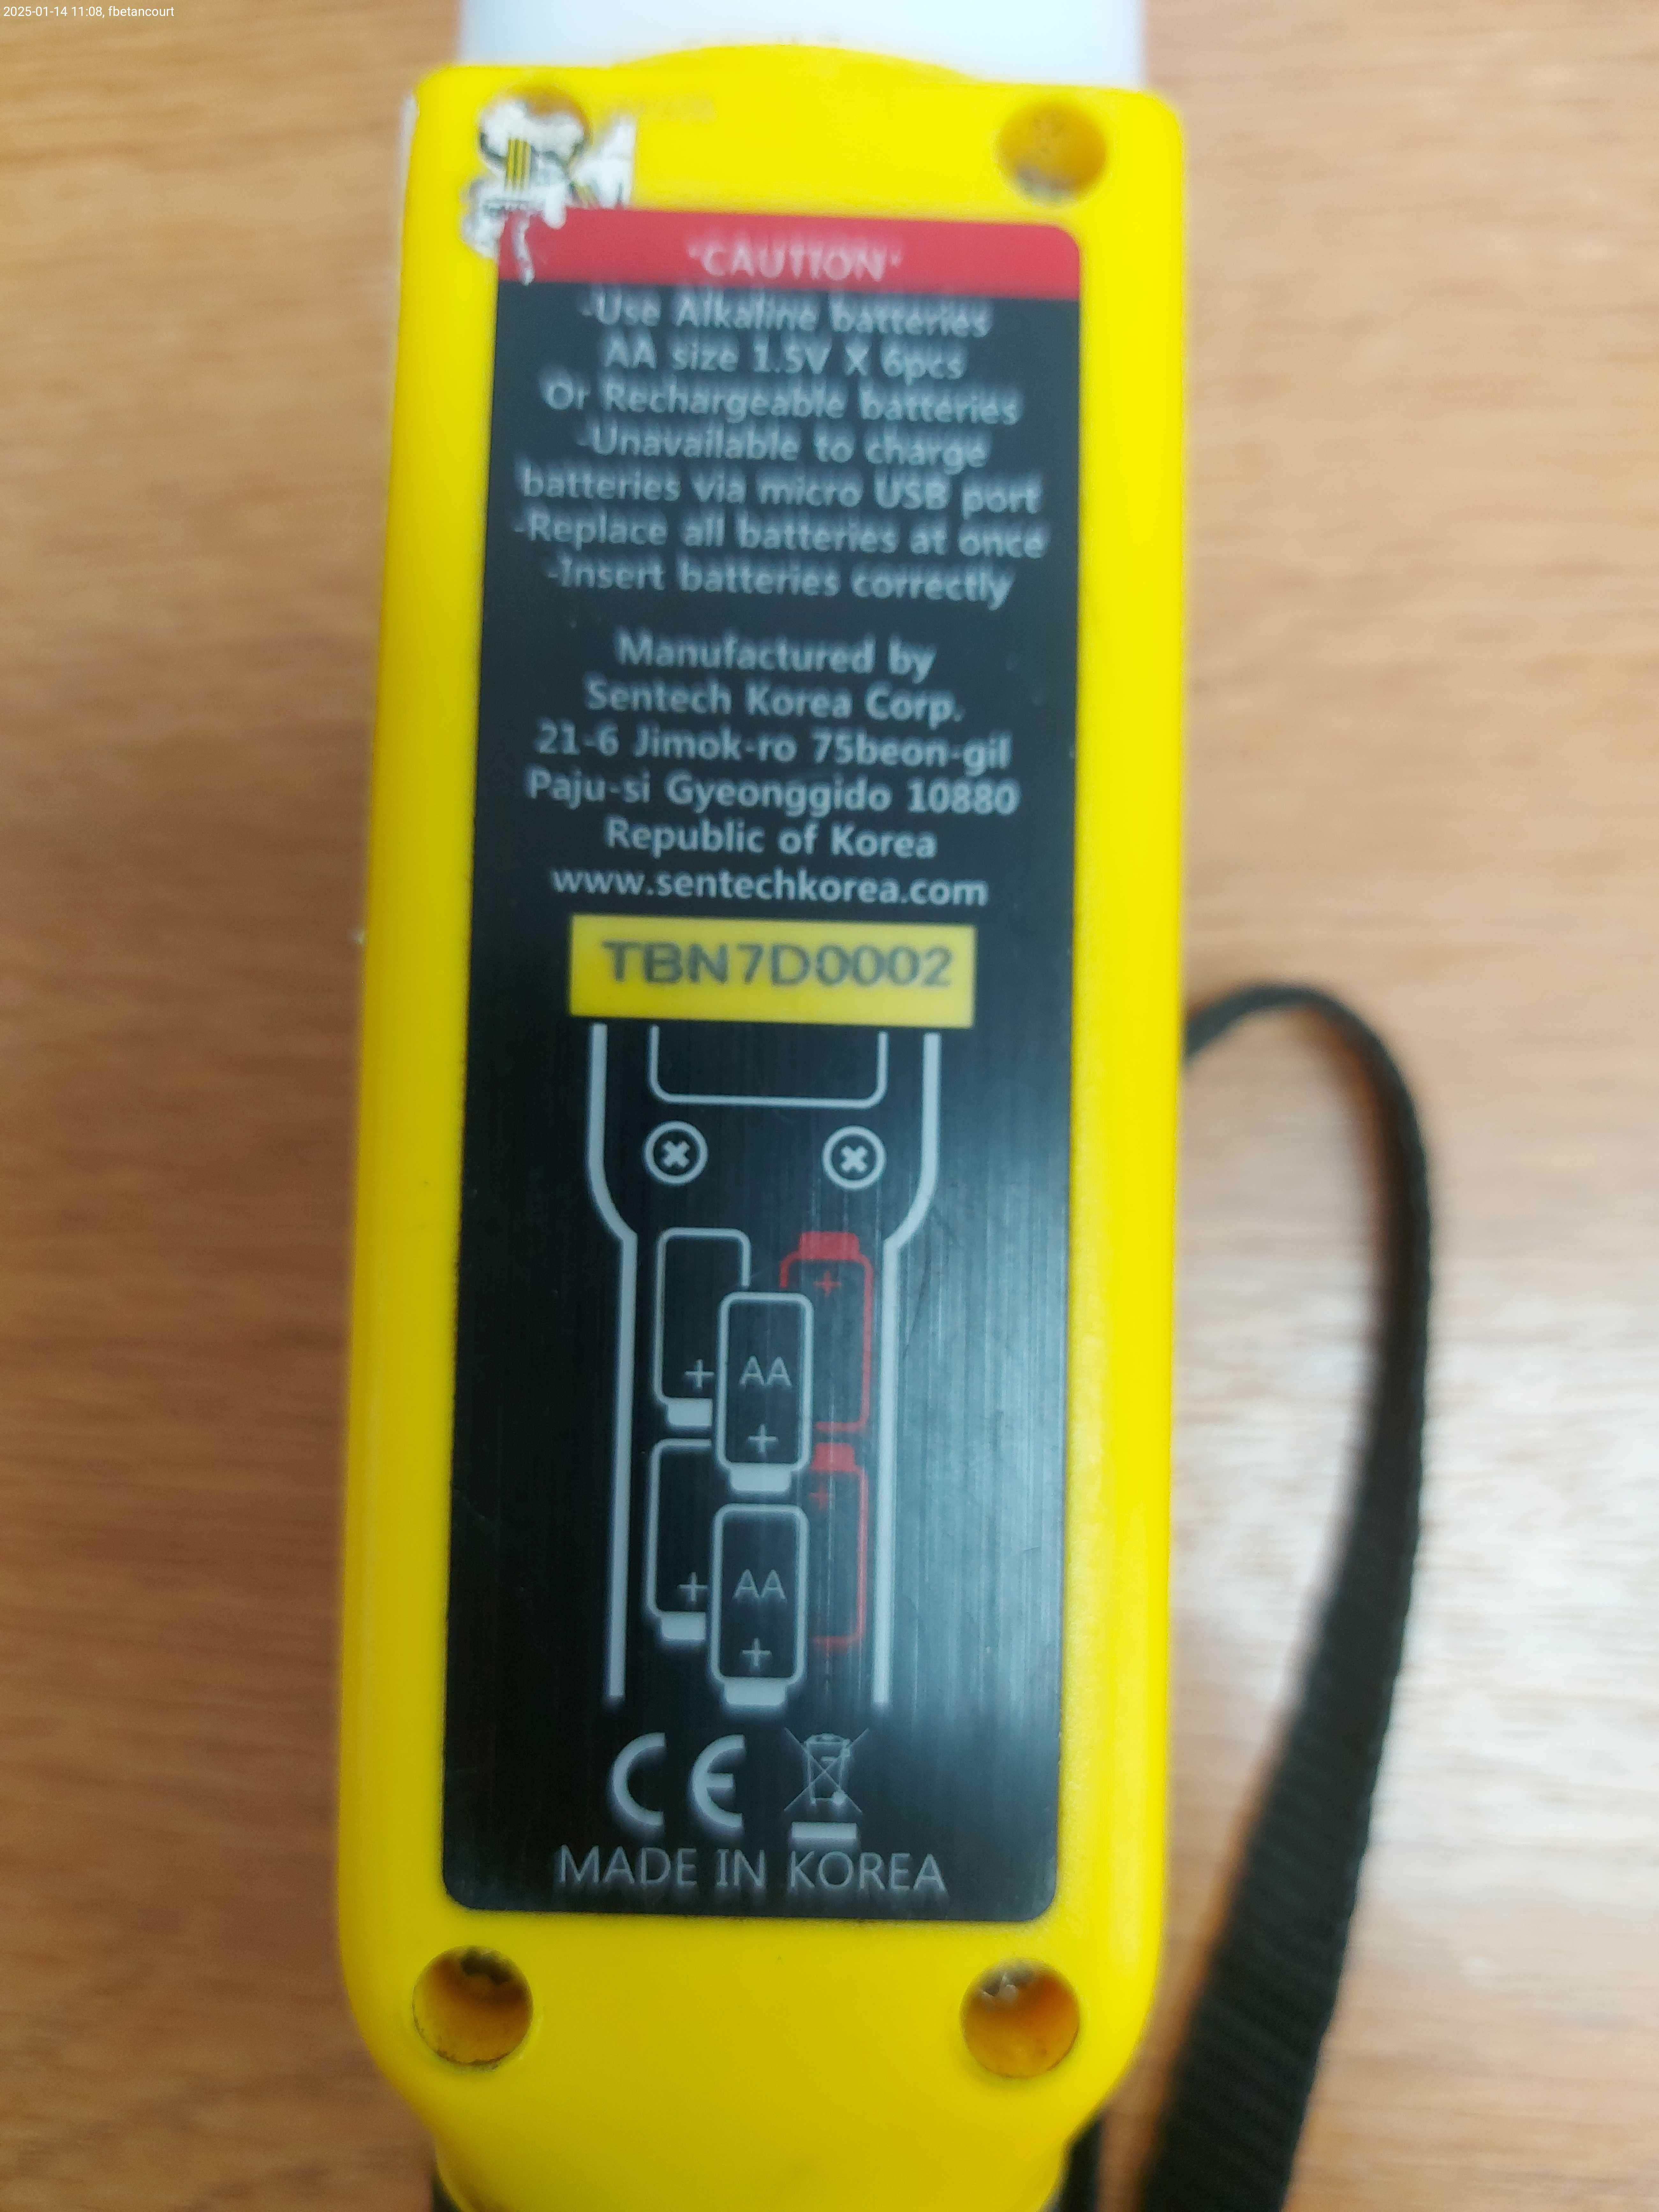 2025-01-14 11:08, fbetancourt
"CAUTION"
-Use Alkaline batteries
AA size 1.5V X 6pcs
Or Rechargeable batteries
-Unavailable to charge
batteries via micro USB port
-Replace all batteries at once
-Insert batteries correctly
Manufactured by
Sentech Korea Corp.
21-6 Jimok-ro 75beon-gil
Paju-si Gyeonggido 10880
Republic of Korea
www.sentechkorea.com
TBN7D0002
+
+ AA
+
+
+ AA
+
CE
MADE IN KOREA